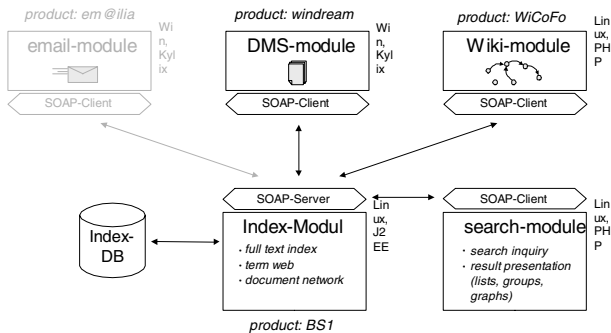 product: em@ilia
Wi
n,
Kyl
ix
email-module
SOAP-Client
product: windream
Wi
n,
Kyl
ix
DMS-module
SOAP-Client
product: WiCoFo
Lin
ux,
PH
P
Wiki-module
SOAP-Client
SOAP-Server
Index-Modul
• full text index
• term web
• document network
Lin
ux,
J2
EE
product: BS1
Index-
DB
SOAP-Client
search-module
• search inquiry
• result presentation
(lists, groups,
graphs)
Lin
ux,
PH
P